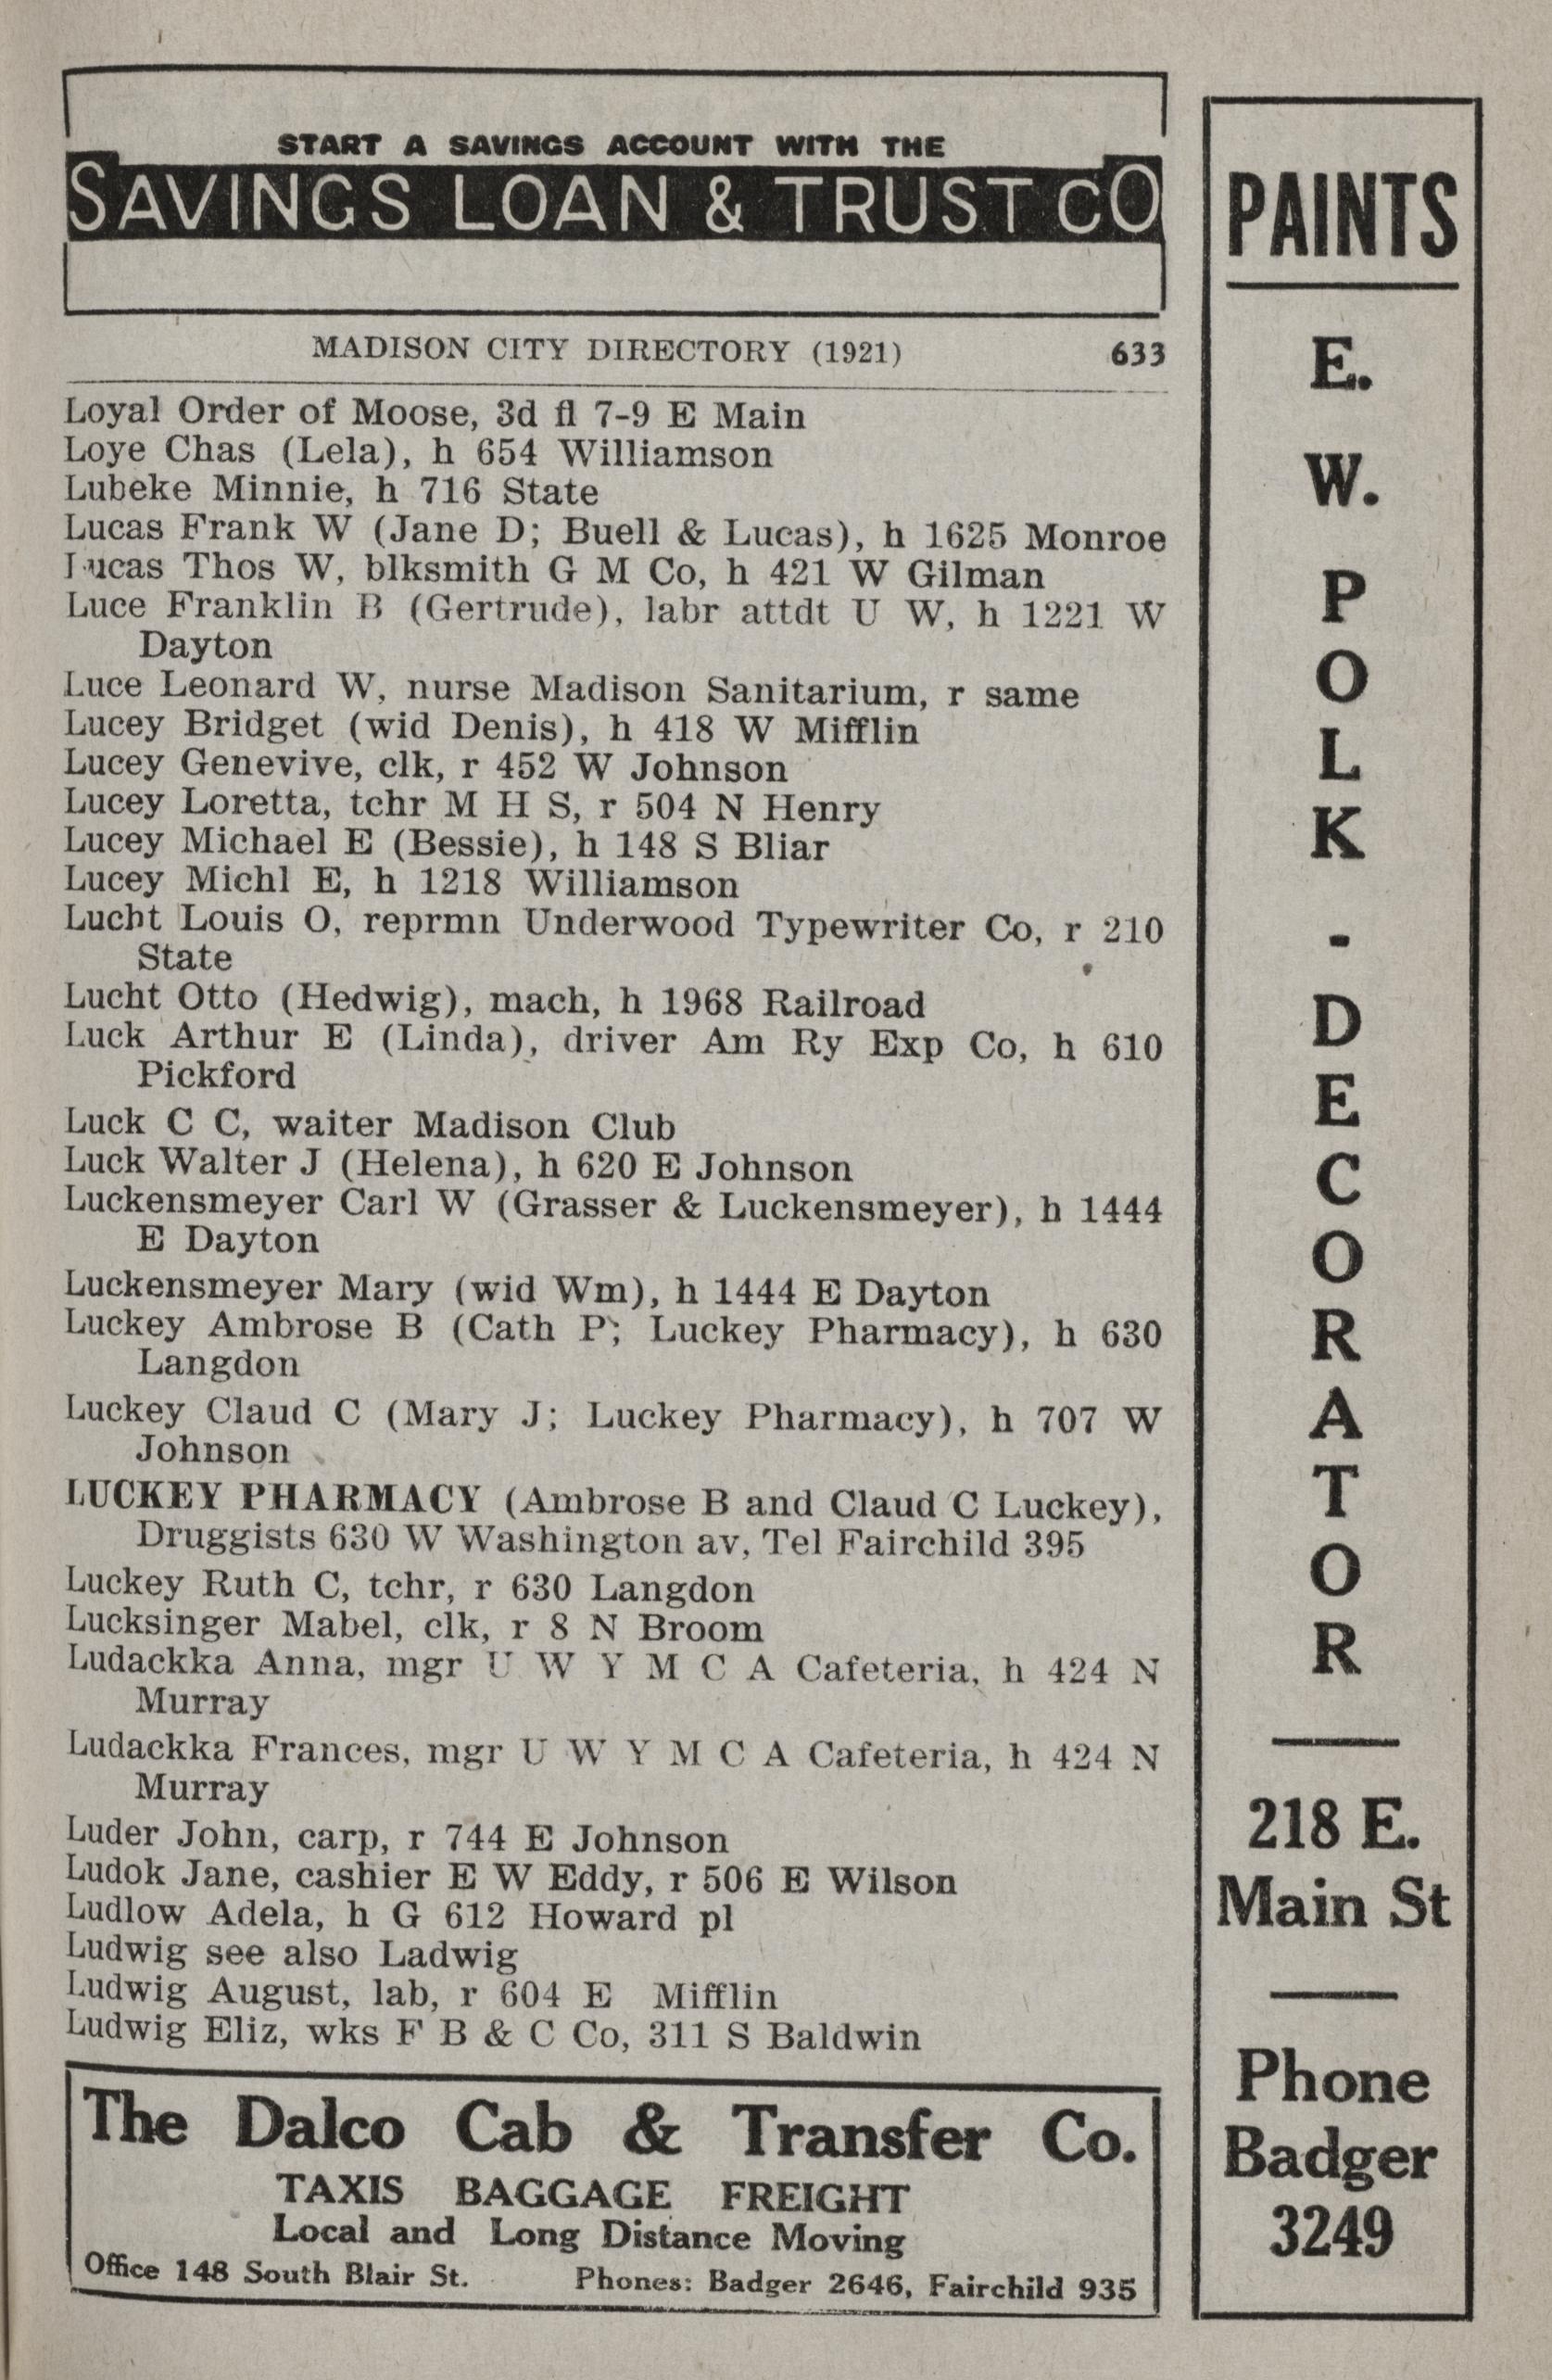 START A SAVINGS ACCOUNT WITH THE
SAVINGS LOAN & TRUST CO
MADISON CITY DIRECTORY (1921) 633
Loyal Order of Moose, 3d fl 7-9 E Main
Loye Chas (Lela), h 654 Williamson
Lubeke Minnie, h 716 State
Lucas Frank W (Jane D; Buell & Lucas), h 1625 Monroe
Lucas Thos W, blksmith G M Co, h 421 W Gilman
Luce Franklin B (Gertrude), labr attdt U W, h 1221 W
Dayton
Luce Leonard W, nurse Madison Sanitarium, r same
Lucey Bridget (wid Denis), h 418 W Mifflin
Lucey Genevive, clk, r 452 W Johnson
Lucey Loretta, tchr M H S, r 504 N Henry
Lucey Michael E (Bessie), h 148 S Bliar
Lucey Michl E, h 1218 Williamson
Lucht Louis O, reprmn Underwood Typewriter Co, r 210
State
Lucht Otto (Hedwig), mach, h 1968 Railroad
Luck Arthur E (Linda), driver Am Ry Exp Co, h 610
Pickford
Luck C C, waiter Madison Club
Luck Walter J (Helena), h 620 E Johnson
Luckensmeyer Carl W (Grasser & Luckensmeyer), h 1444
E Dayton
Luckensmeyer Mary (wid Wm), h 1444 E Dayton
Luckey Ambrose B (Cath P; Luckey Pharmacy), h 630
Langdon
Luckey Claud C (Mary J; Luckey Pharmacy), h 707 W
Johnson
LUCKEY PHARMACY (Ambrose B and Claud C Luckey),
Druggists 630 W Washington av, Tel Fairchild 395
Luckey Ruth C, tchr, r 630 Langdon
Lucksinger Mabel, clk, r 8 N Broom
Ludackka Anna, mgr U W Y M C A Cafeteria, h 424 N
Murray
Ludackka Frances, mgr U W Y M C A Cafeteria, h 424 N
Murray
Luder John, carp, r 744 E Johnson
Ludok Jane, cashier E W Eddy, r 506 E Wilson
Ludlow Adela, h G 612 Howard pl
Ludwig see also Ladwig
Ludwig August, lab, r 604 E Mifflin
Ludwig Eliz, wks F B & C Co, 311 S Baldwin
The Dalco Cab & Transfer Co.
TAXIS BAGGAGE FREIGHT
Local and Long Distance Moving
Office 148 South Blair St. Phones: Badger 2646, Fairchild 935
PAINTS
E.
W.
P
O
L
K
-
D
E
C
O
R
A
T
O
R
218 E.
Main St
Phone
Badger
3249